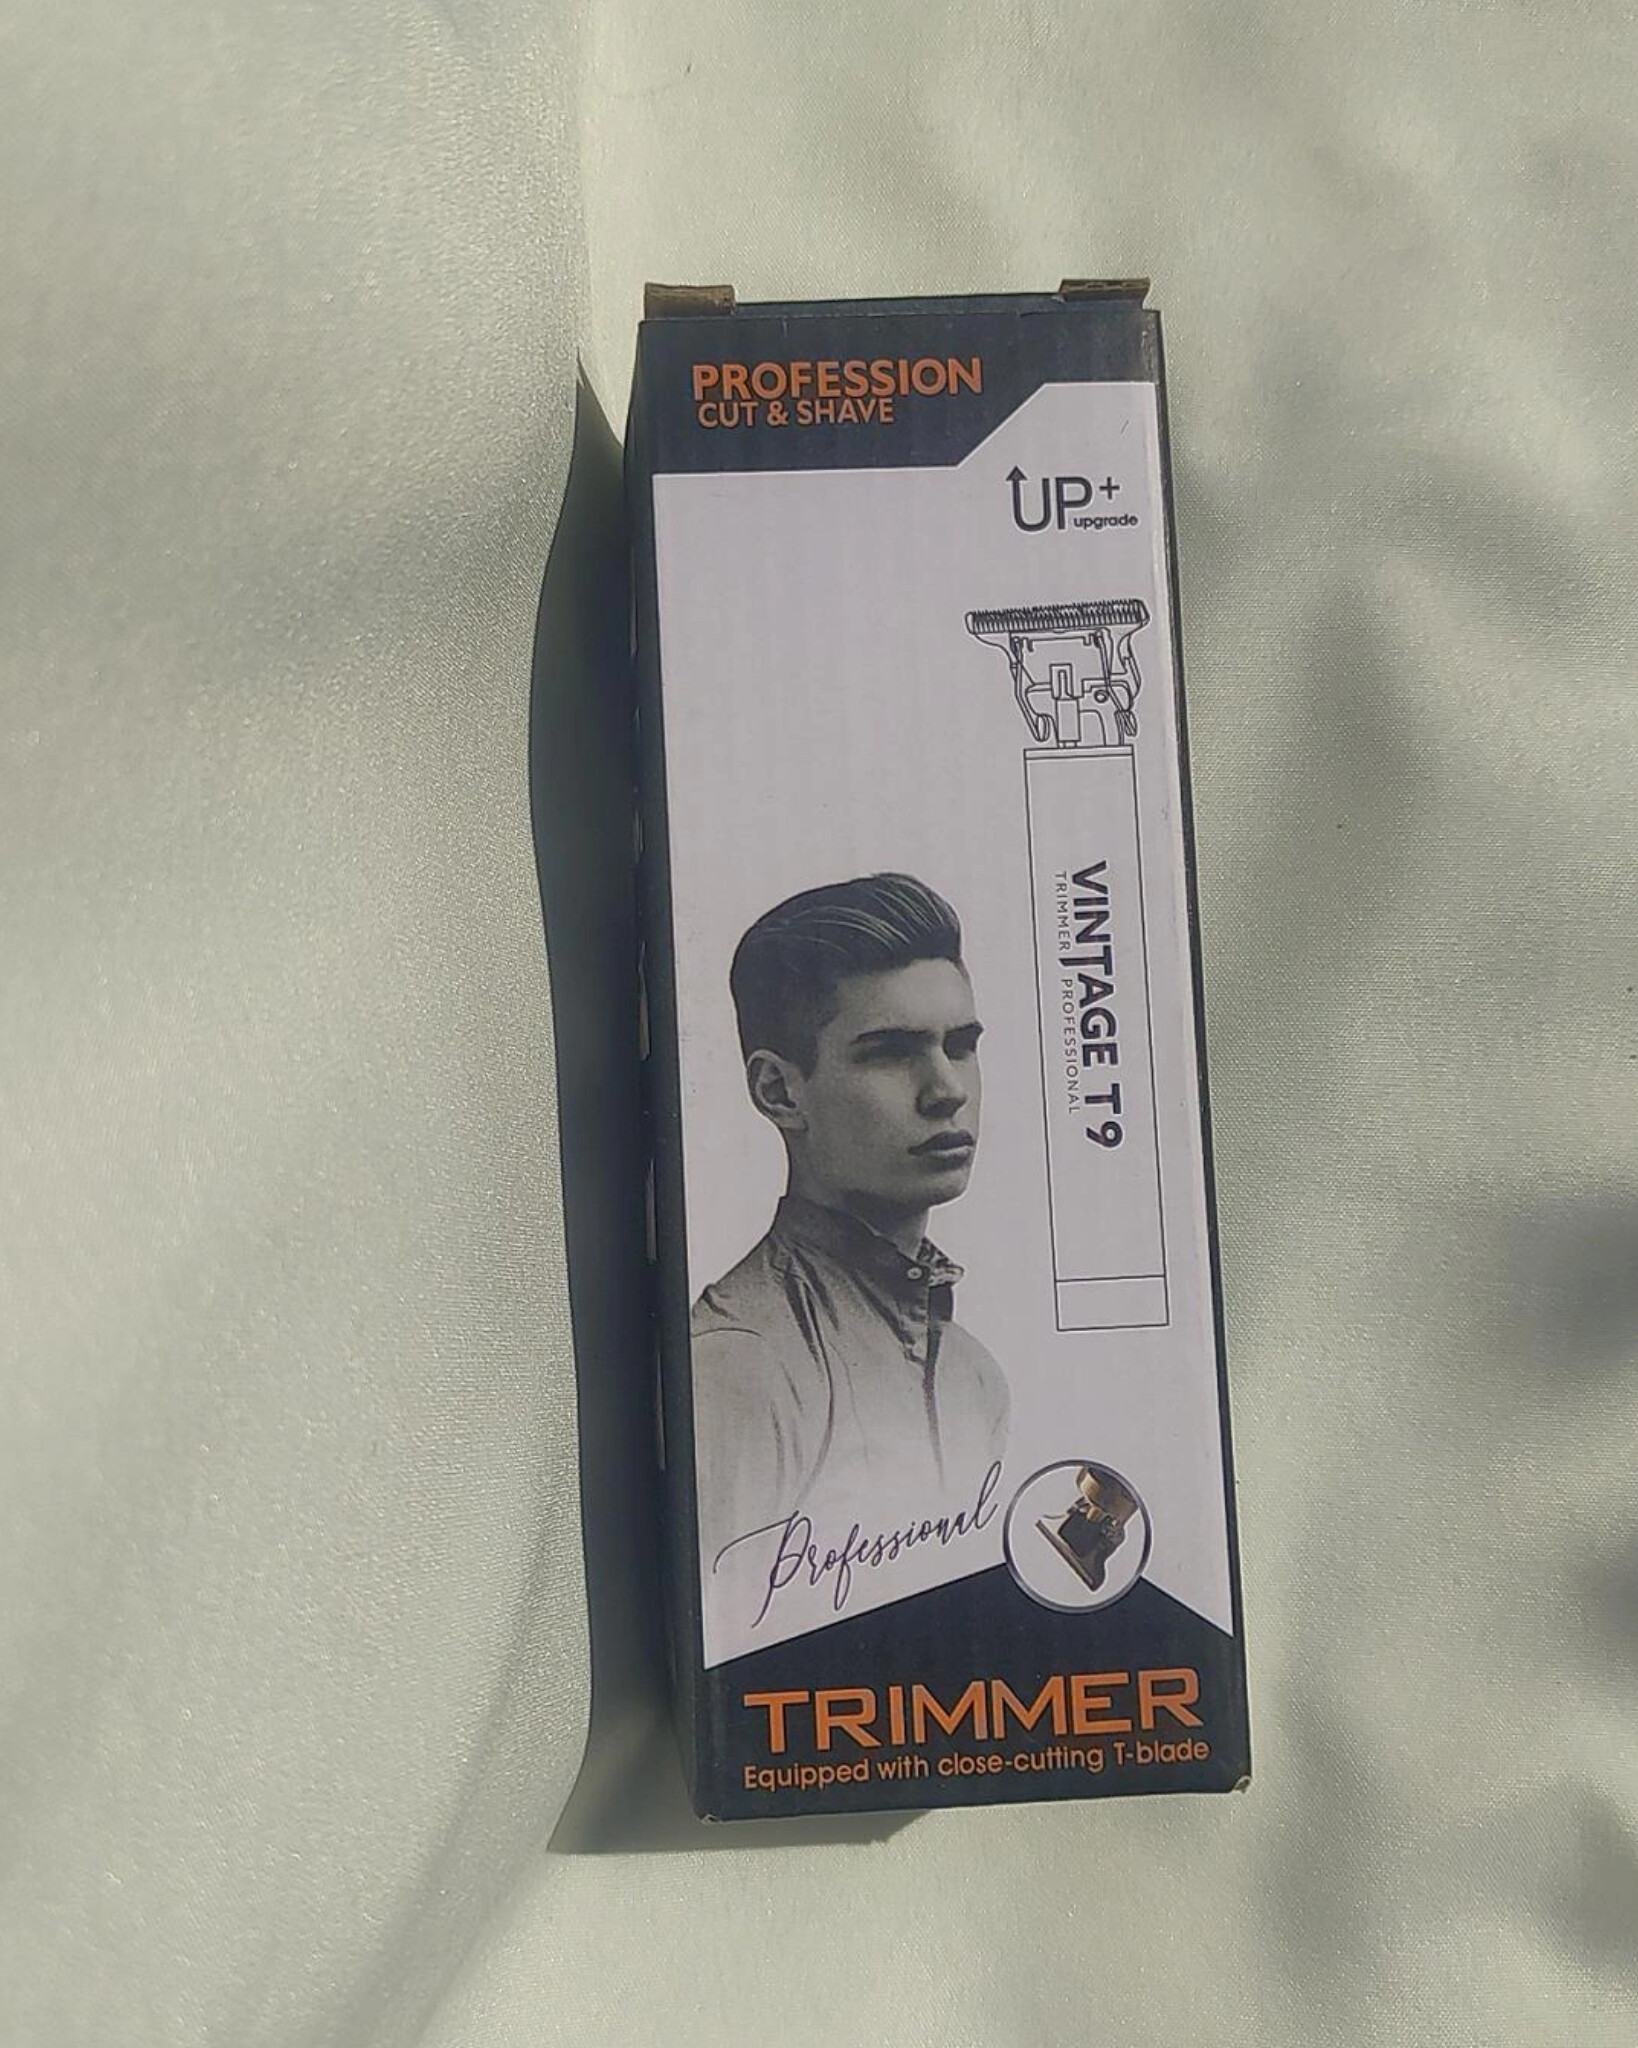 PROFESSION
CUT & SHAVE
UP+
upgrade
VINTAGE T9
TRIMMER PROFESSIONAL
Professional
TRIMMER
Equipped with close-cutting T-blade